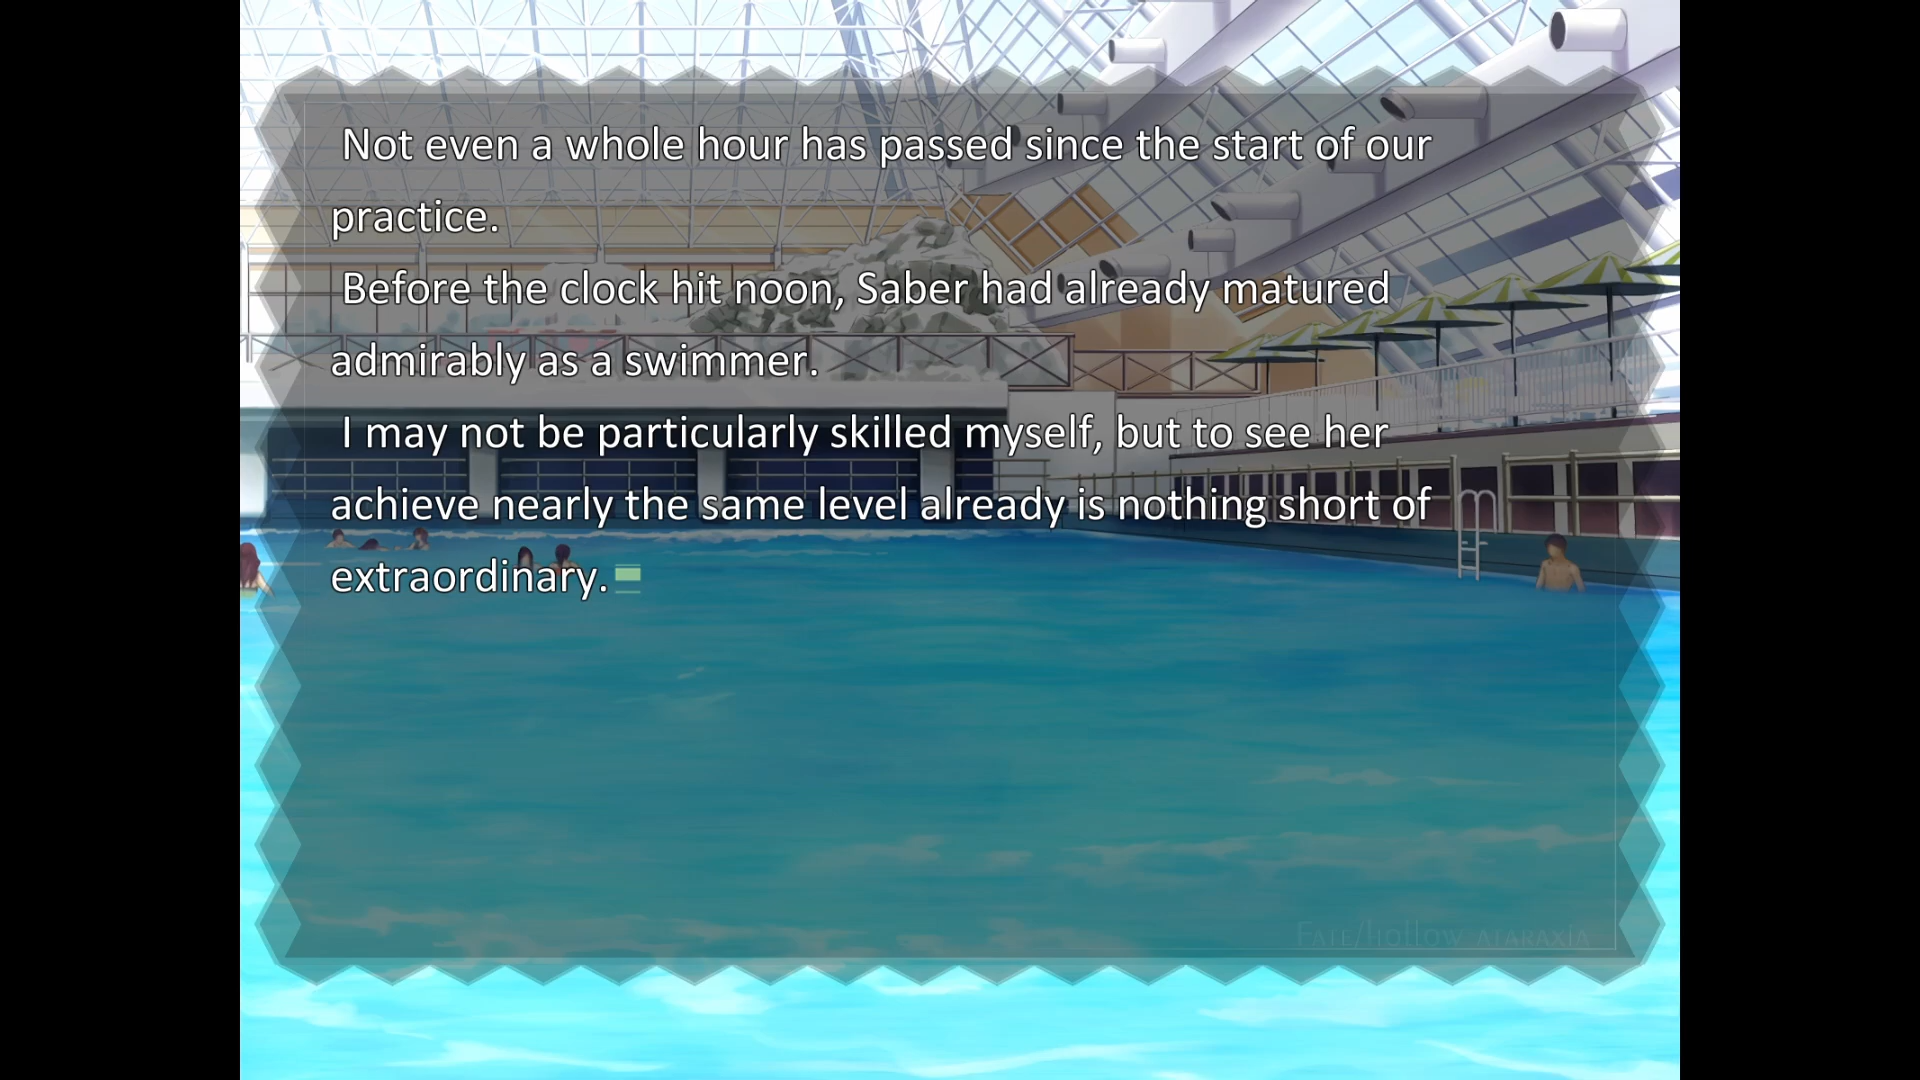 Not even a whole hour has passed since the start of our
practice.
Before the clock hit noon, Saber had already matured
admirably as a swimmer.
I may not be particularly skilled myself, but to see her
achieve nearly the same level already is nothing short of
extraordinary.
Fate/hollow ataraxia